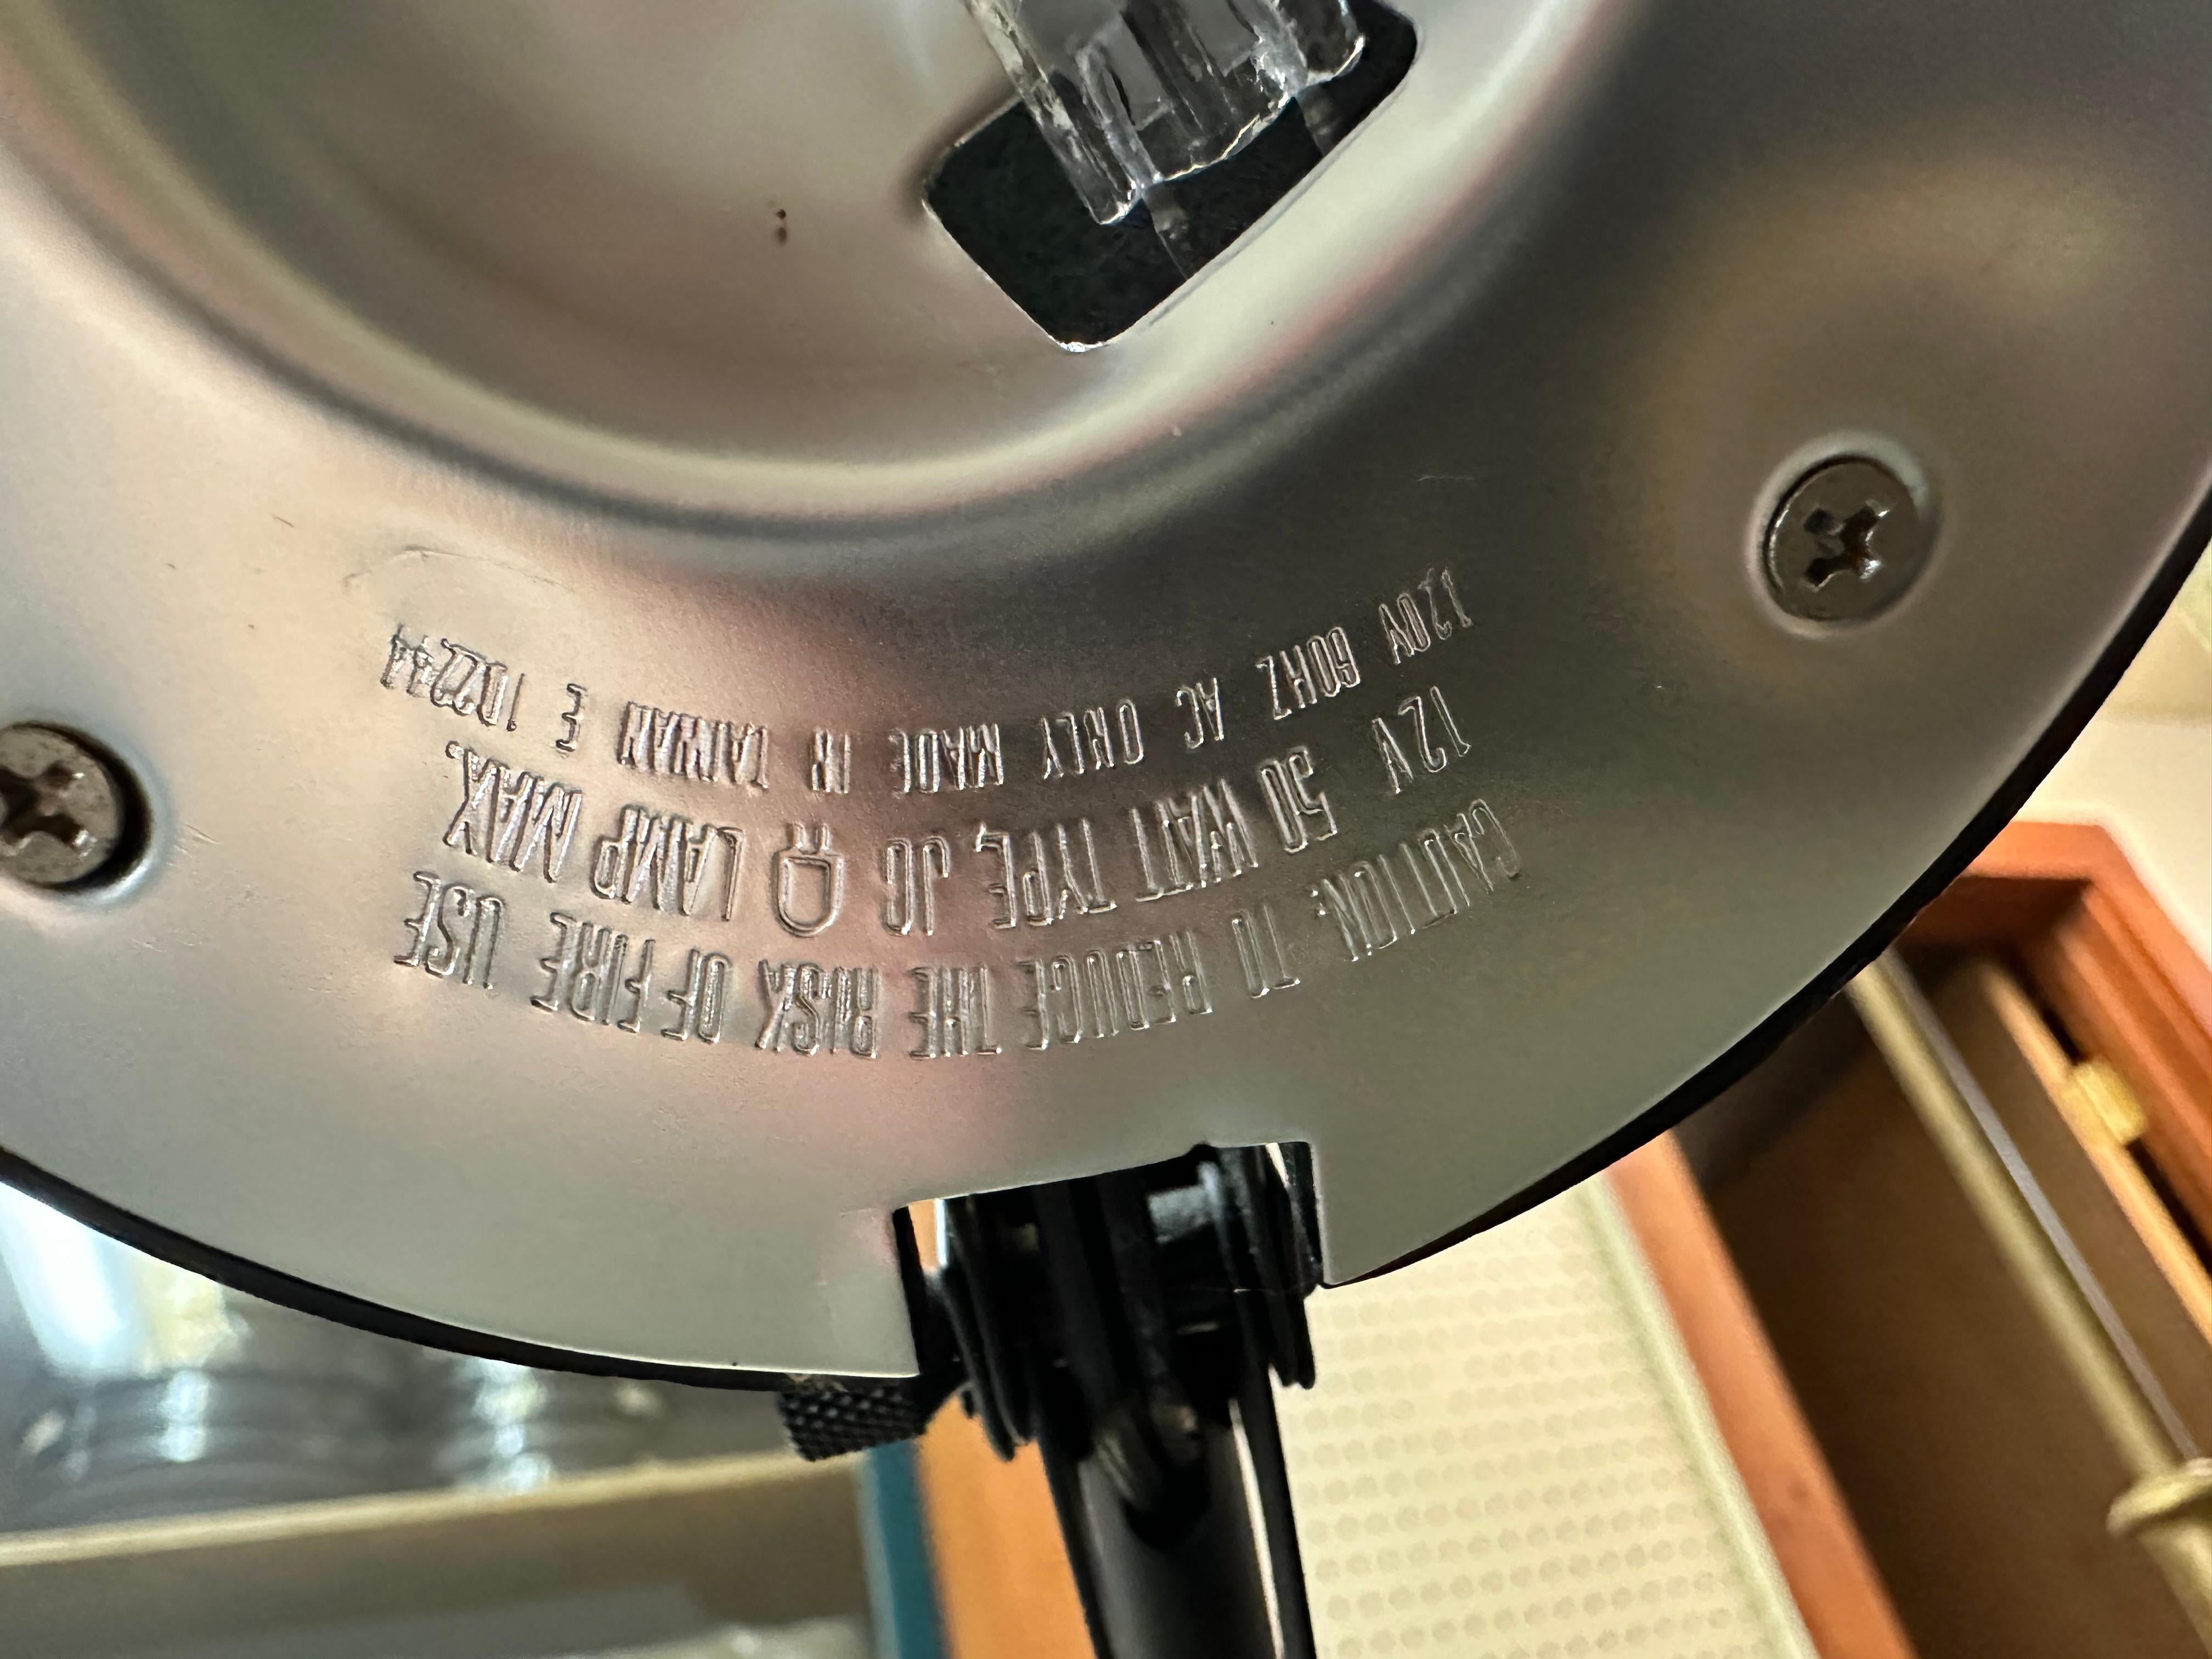 CAUTION: TO REDUCE THE RISK OF FIRE USE
12V 50 WATT TYPE, JC LAMP MAX.
120V 60HZ AC ONLY MADE IN TAIWAN E 102244